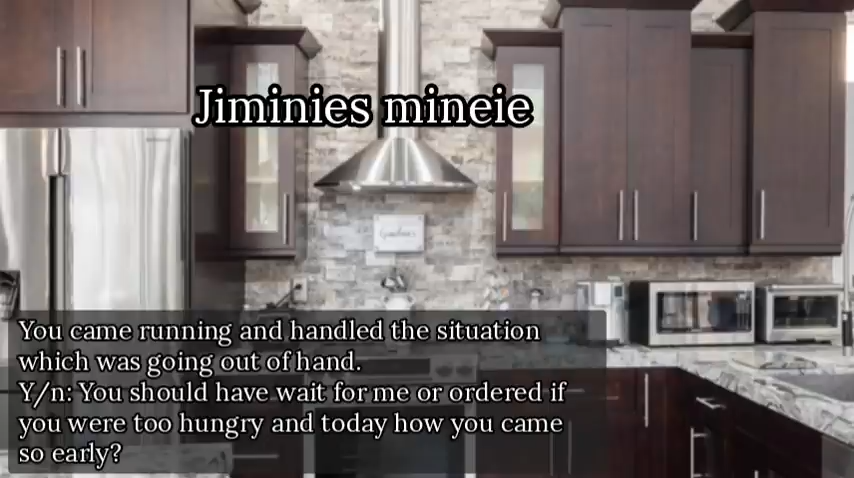 Jiminies mineie
You came running and handled the situation
which was going out of hand.
Y/n: You should have wait for me or ordered if
you were too hungry and today how you came
so early?